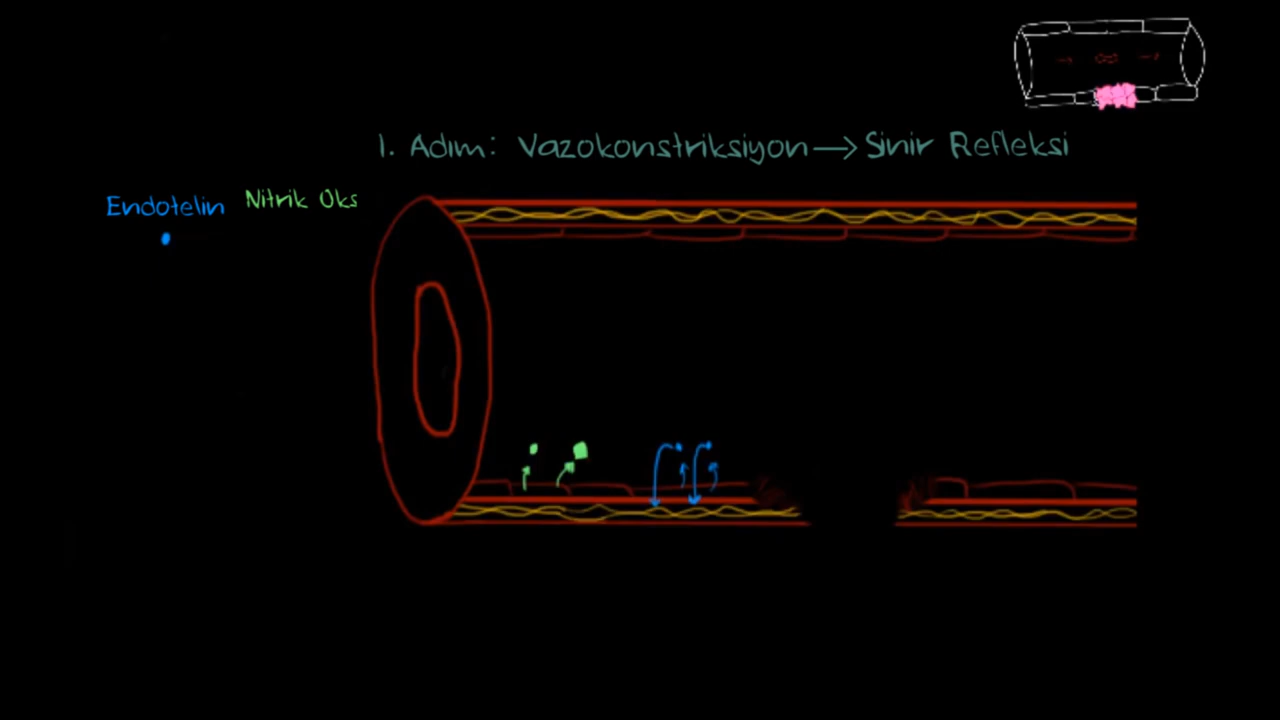 1. Adım: Vazokonstriksiyon → Sinir Refleksi
Endotelin Nitrik Oks